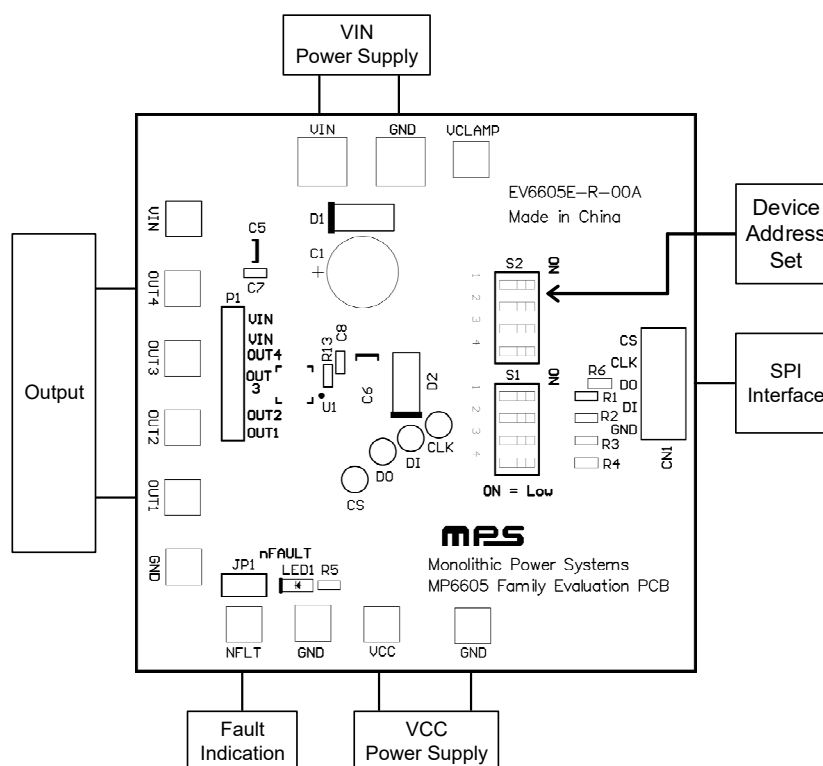 VIN
Power Supply
VIN
GND
VCLAMP
EV6605E-R-00A
Made in China
Device
Address
Set
VIN
D1
C5
C1
+
C7
OUT4
S2
NO
1
2
3
4
P1
VIN
VIN
OUT4
OUT
3
OUT2
OUT1
C8
R13
U1
C6
D2
OUT3
S1
NO
1
2
3
4
CS
CLK
DO
DI
GND
R6
R1
R2
R3
R4
CN1
SPI
Interface
Output
OUT2
CLK
DI
DO
CS
OUT1
ON = Low
mps
Monolithic Power Systems
MP6605 Family Evaluation PCB
GND
nFAULT
JP1
LED1
R5
NFLT
GND
VCC
GND
Fault
Indication
VCC
Power Supply